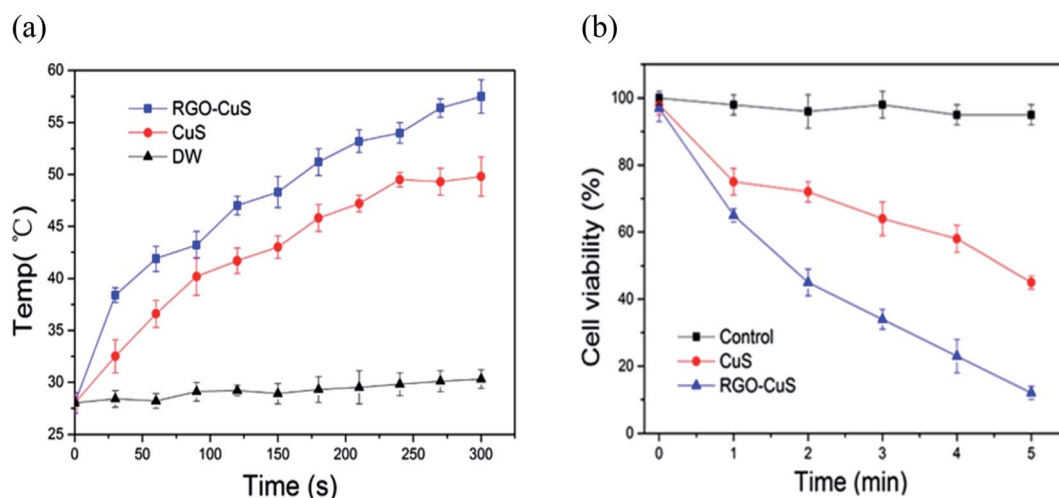 (a)
60
55
50
45
40
35
30
25
Temp( ℃)
RGO-CuS
CuS
DW
0 50 100 150 200 250 300
Time (s)
(b)
100
80
60
40
20
0
Cell viability (%)
Control
CuS
RGO-CuS
0 1 2 3 4 5
Time (min)